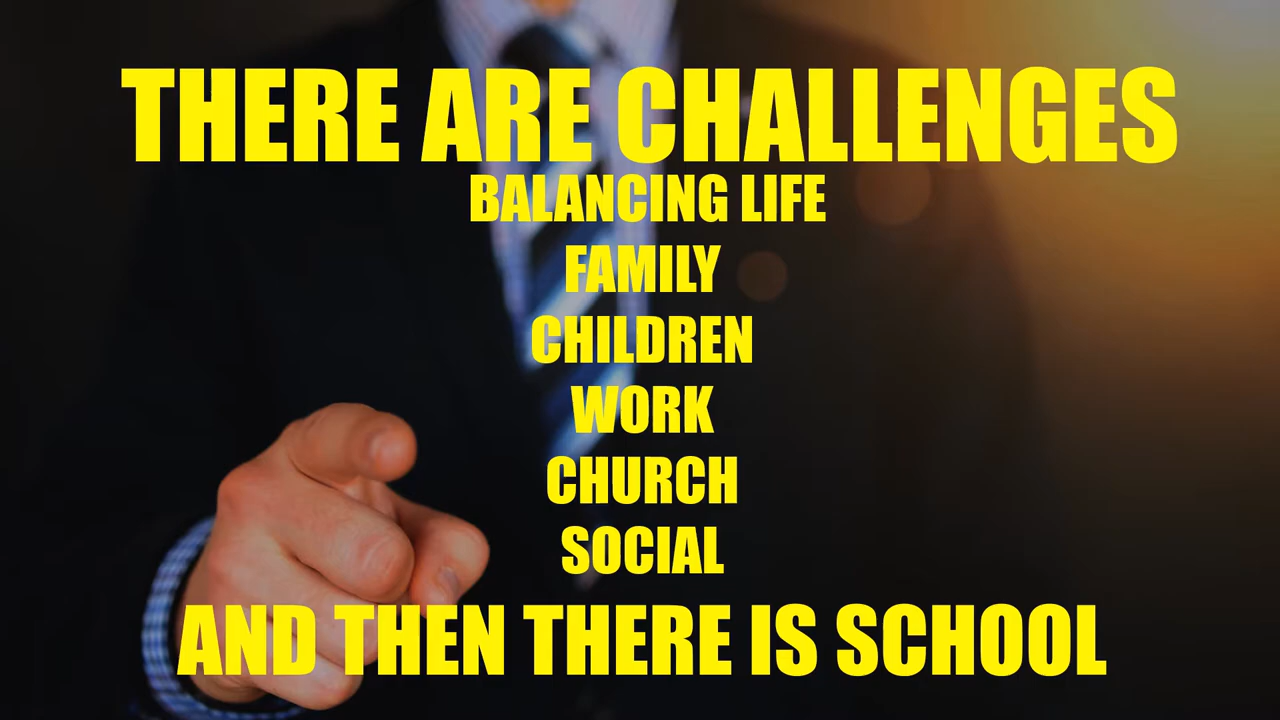 THERE ARE CHALLENGES
BALANCING LIFE
FAMILY
CHILDREN
WORK
CHURCH
SOCIAL
AND THEN THERE IS SCHOOL